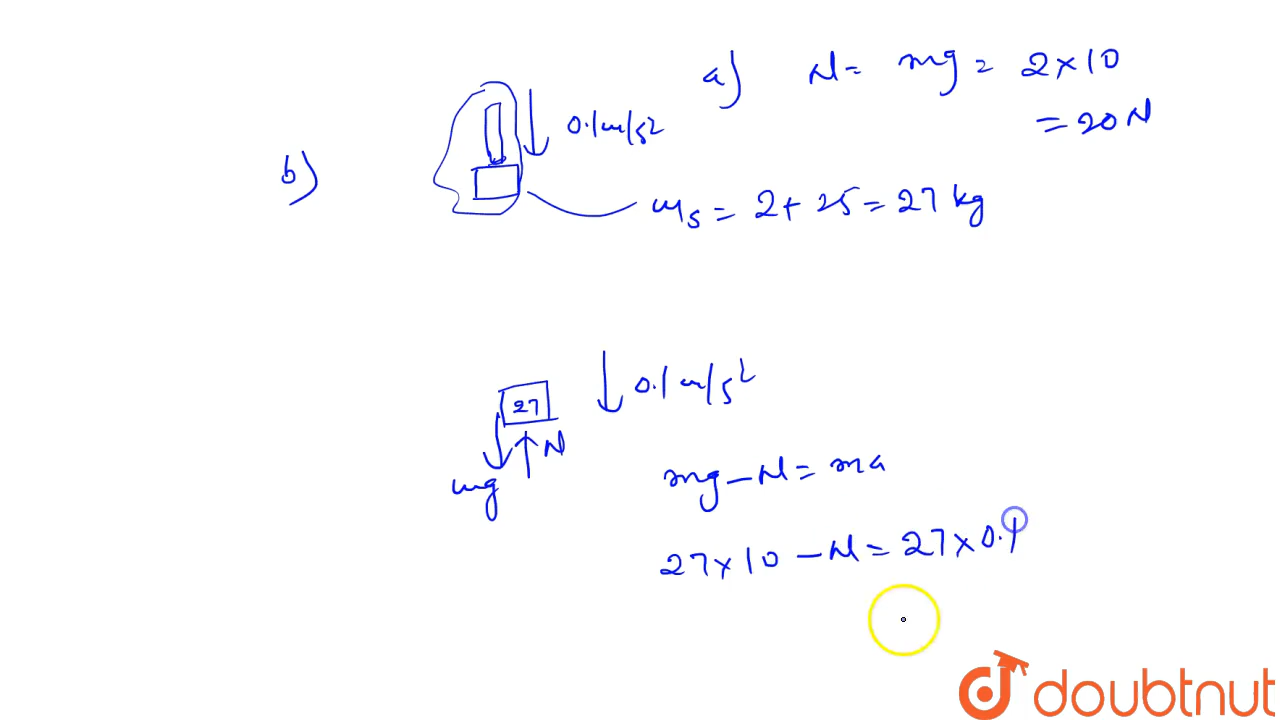 a) N = mg = 2 × 10
= 20 N
0.1 m/s2
b)
ms = 2 + 25 = 27 kg
0.1 m/s2
27
N
mg
mg − N = ma
27 × 10 − N = 27 × 0.1
doubtnut